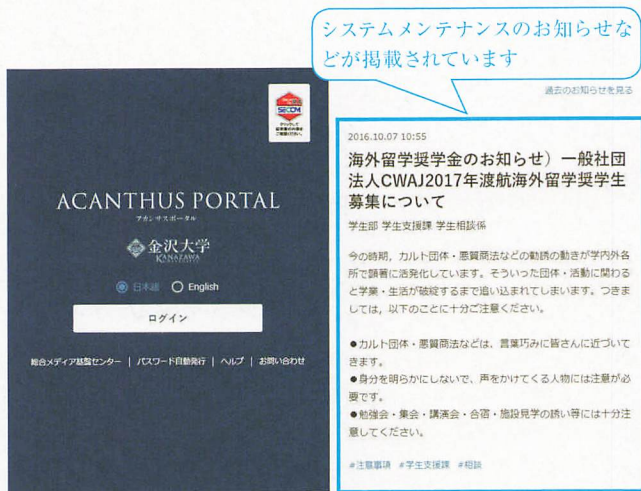 システムメンテナンスのお知らせな
どが掲載されています
過去のお知らせを見る
SECOM
ACANTHUS PORTAL
アカンサスポータル
金沢大学
KANAZAWA
UNIVERSITY
日本語 English
ログイン
総合メディア基盤センター | パスワード自動発行 | ヘルプ | お問い合わせ
2016.10.07 10:55
海外留学奨学金のお知らせ）一般社団
法人CWAJ2017年渡航海外留学奨学生
募集について
学生部 学生支援課 学生相談係
今の時期，カルト団体・悪質商法などの勧誘の動きが学内外各
所で顕著に活発化しています。そういった団体・活動に関わる
と学業・生活が破綻するまで追い込まれてしまいます。つきま
しては，以下のことに十分ご注意ください。
●カルト団体・悪質商法などは、言葉巧みに皆さんに近づいて
きます。
●身分を明らかにしないで、声をかけてくる人物には注意が必
要です。
●勉強会・集会・講演会・合宿・施設見学の誘い等には十分注
意してください。
#注意事項 #学生支援課 #相談